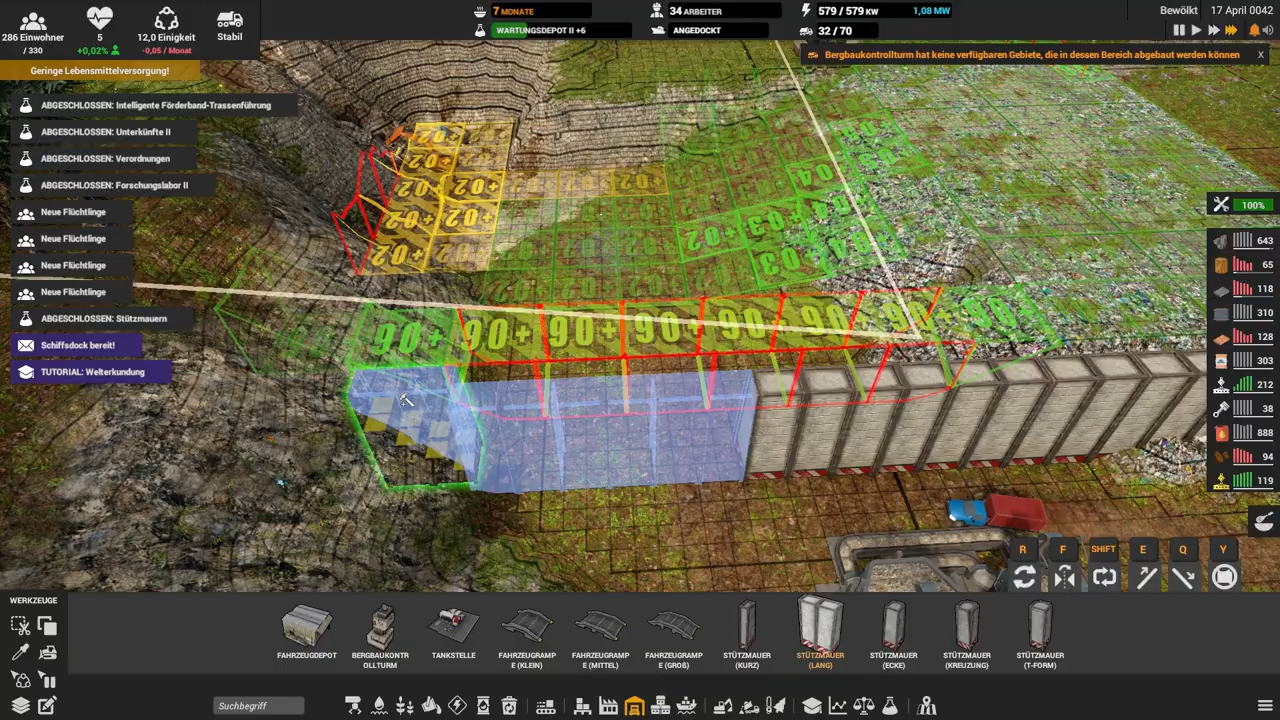 286 Einwohner
/ 330
5
+0,02%
12,0 Einigkeit
-0,05 / Monat
Stabil
7 MONATE
WARTUNGSDEPOT II +6
34 ARBEITER
ANGEDOCKT
579 / 579 KW
1,08 MW
32 / 70
Bewölkt
17 April 0042
Geringe Lebensmittelversorgung!
Bergbaukontrollturm hat keine verfügbaren Gebiete, die in dessen Bereich abgebaut werden können
X
ABGESCHLOSSEN: Intelligente Förderband-Trassenführung
ABGESCHLOSSEN: Unterkünfte II
ABGESCHLOSSEN: Verordnungen
ABGESCHLOSSEN: Forschungslabor II
Neue Flüchtlinge
Neue Flüchtlinge
Neue Flüchtlinge
Neue Flüchtlinge
ABGESCHLOSSEN: Stützmauern
Schiffsdock bereit!
TUTORIAL: Welterkundung
100%
643
65
118
310
128
303
212
38
888
94
119
R
F
SHIFT
E
Q
Y
WERKZEUGE
FAHRZEUGDEPOT
BERGBAUKONTR
OLLTURM
TANKSTELLE
FAHRZEUGRAMP
E (KLEIN)
FAHRZEUGRAMP
E (MITTEL)
FAHRZEUGRAMP
E (GROß)
STÜTZMAUER
(KURZ)
STÜTZMAUER
(LANG)
STÜTZMAUER
(ECKE)
STÜTZMAUER
(KREUZUNG)
STÜTZMAUER
(T-FORM)
Suchbegriff